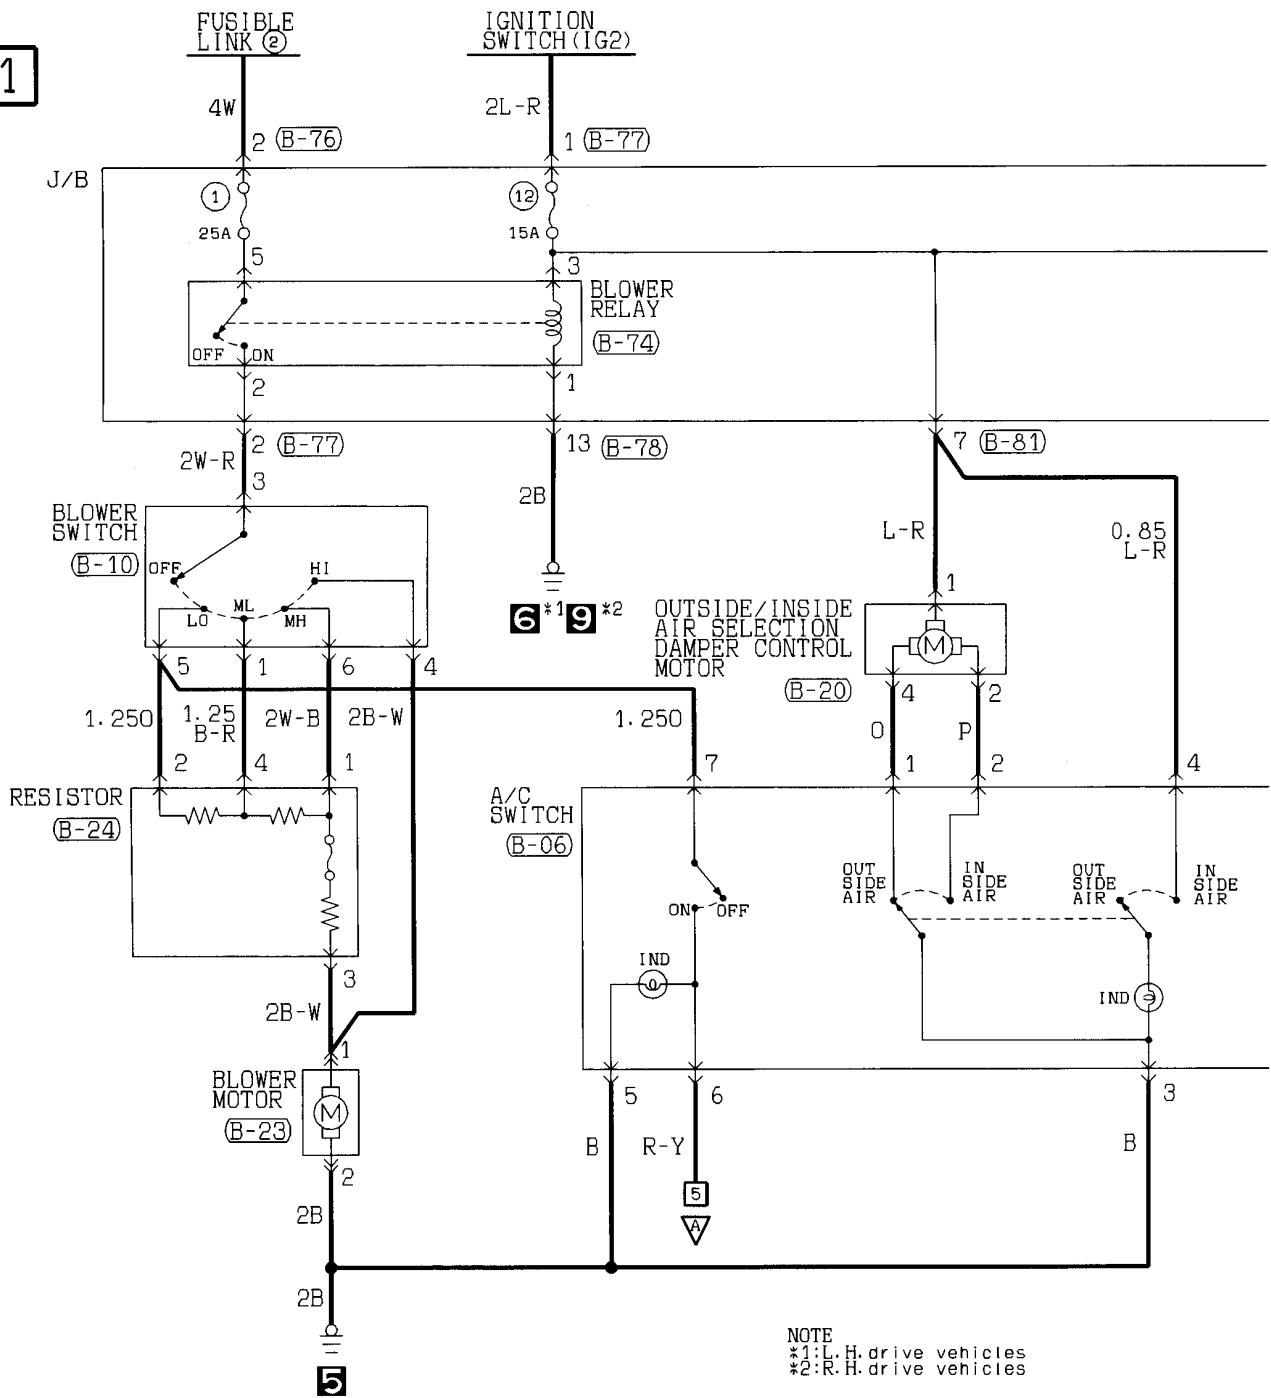 FUSIBLE
LINK ②
IGNITION
SWITCH(IG2)
1
4W
2L-R
2 (B-76)
1 (B-77)
J/B
1
12
25A
15A
5
3
BLOWER
RELAY
(B-74)
OFF
ON
2
1
2 (B-77)
13 (B-78)
7 (B-81)
2W-R
3
2B
BLOWER
SWITCH
(B-10)
OFF
HI
LO
ML
MH
L-R
0.85
L-R
1
6 *1 9 *2
OUTSIDE/INSIDE
AIR SELECTION
DAMPER CONTROL
MOTOR
(B-20)
M
5
1
6
4
4
2
1.25O
1.25
B-R
2W-B
2B-W
1.25O
O
P
2
4
1
7
1
2
4
RESISTOR
(B-24)
A/C
SWITCH
(B-06)
OUT
SIDE
AIR
IN
SIDE
AIR
OUT
SIDE
AIR
IN
SIDE
AIR
ON
OFF
IND
IND
3
2B-W
1
BLOWER
MOTOR
(B-23)
M
5
6
3
B
R-Y
B
2
5
A
2B
2B
5
NOTE
*1:L.H.drive vehicles
*2:R.H.drive vehicles